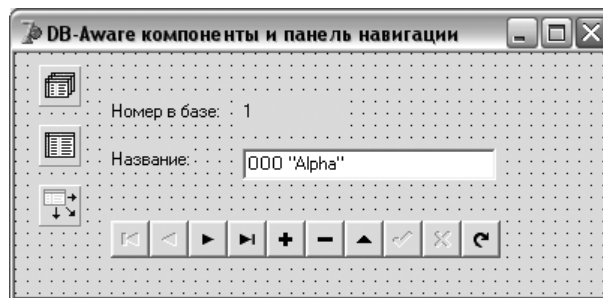 DB-Aware компоненты и панель навигации
Номер в базе: 1
Название: ООО "Alpha"